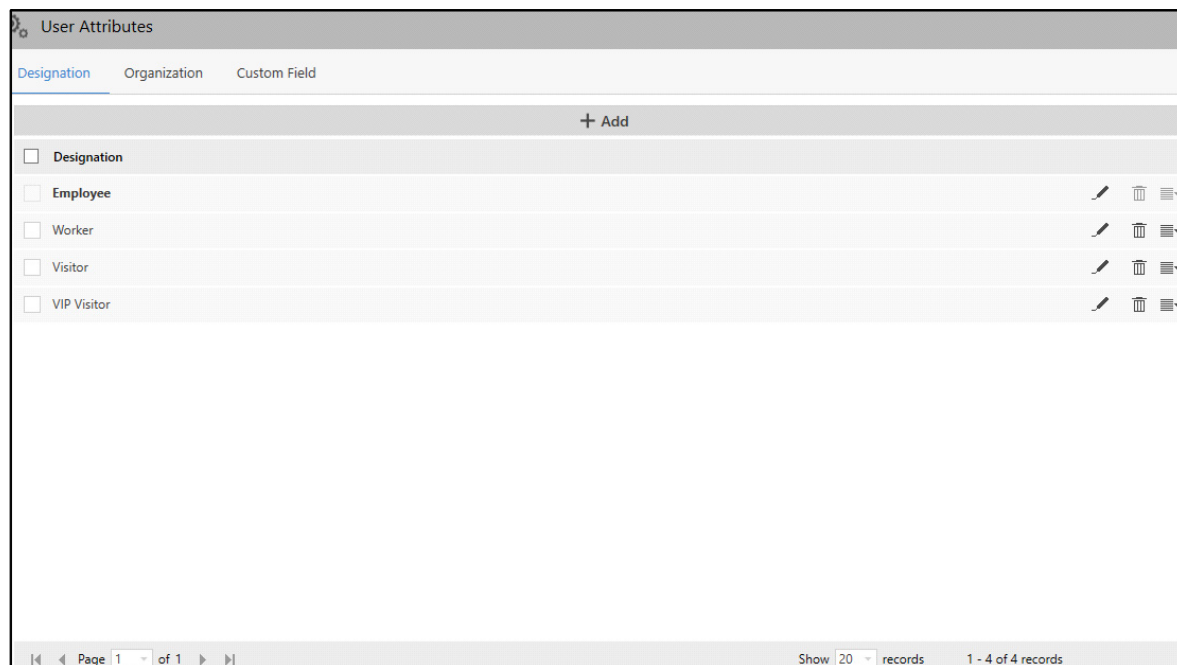 User Attributes
Designation Organization Custom Field
+ Add
Designation
Employee
Worker
Visitor
VIP Visitor
Page 1 of 1 Show 20 records 1 - 4 of 4 records